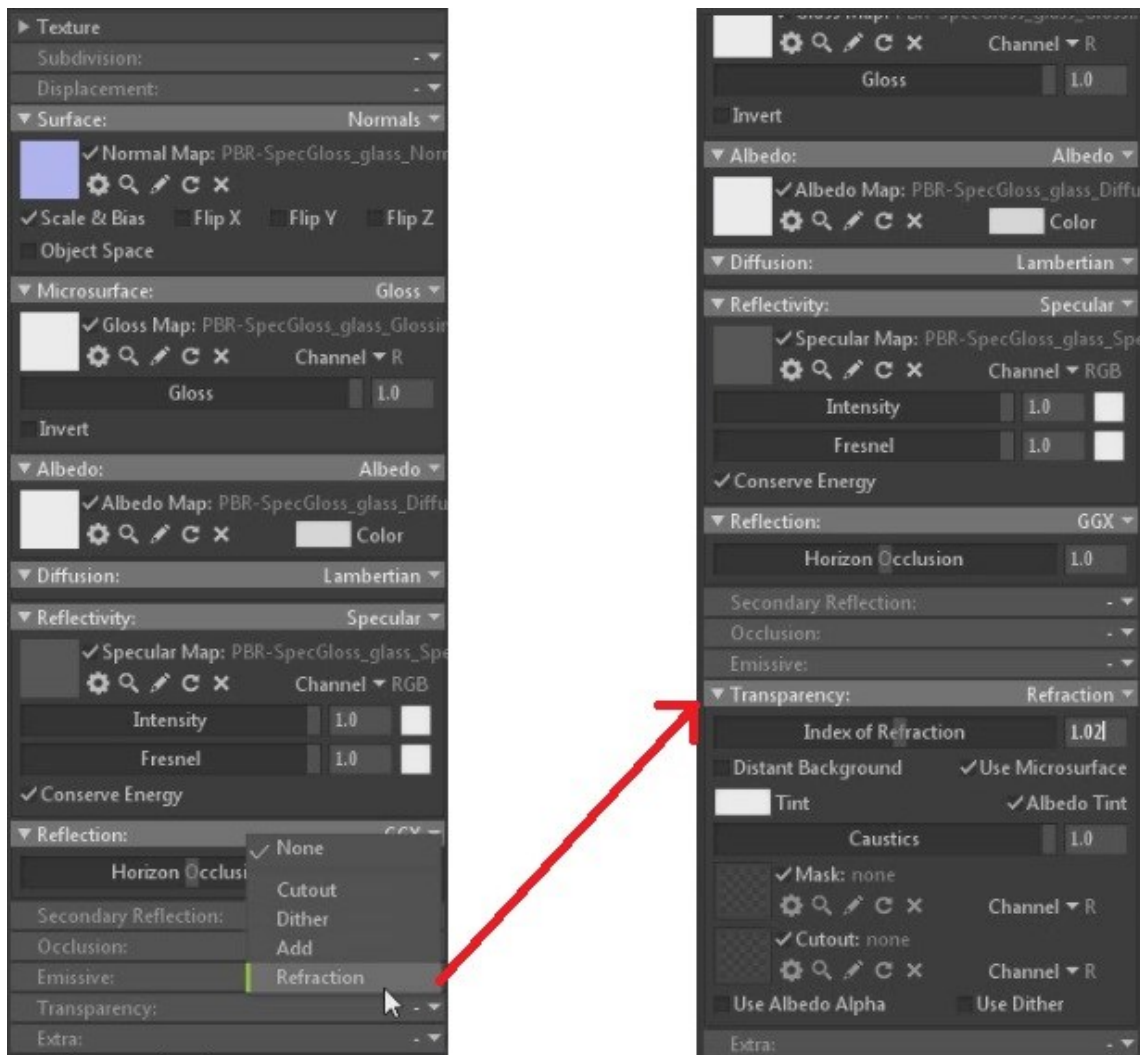 Texture
Subdivision: -
Displacement: -
Surface: Normals
Normal Map: PBR-SpecGloss_glass_Norm
Scale & Bias Flip X Flip Y Flip Z
Object Space
Microsurface: Gloss
Gloss Map: PBR-SpecGloss_glass_Glossin
Channel R
Gloss 1.0
Invert
Albedo: Albedo
Albedo Map: PBR-SpecGloss_glass_Diffu
Color
Diffusion: Lambertian
Reflectivity: Specular
Specular Map: PBR-SpecGloss_glass_Spe
Channel RGB
Intensity 1.0
Fresnel 1.0
Conserve Energy
Reflection: GGX
Horizon Occlusi
Secondary Reflection:
Occlusion:
Emissive:
Transparency: -
Extra: -
None
Cutout
Dither
Add
Refraction
Gloss Map: PBR-SpecGloss_glass_Glossin
Channel R
Gloss 1.0
Invert
Albedo: Albedo
Albedo Map: PBR-SpecGloss_glass_Diffu
Color
Diffusion: Lambertian
Reflectivity: Specular
Specular Map: PBR-SpecGloss_glass_Spe
Channel RGB
Intensity 1.0
Fresnel 1.0
Conserve Energy
Reflection: GGX
Horizon Occlusion 1.0
Secondary Reflection: -
Occlusion: -
Emissive: -
Transparency: Refraction
Index of Refraction 1.02
Distant Background Use Microsurface
Tint Albedo Tint
Caustics 1.0
Mask: none
Channel R
Cutout: none
Channel R
Use Albedo Alpha Use Dither
Extra: -